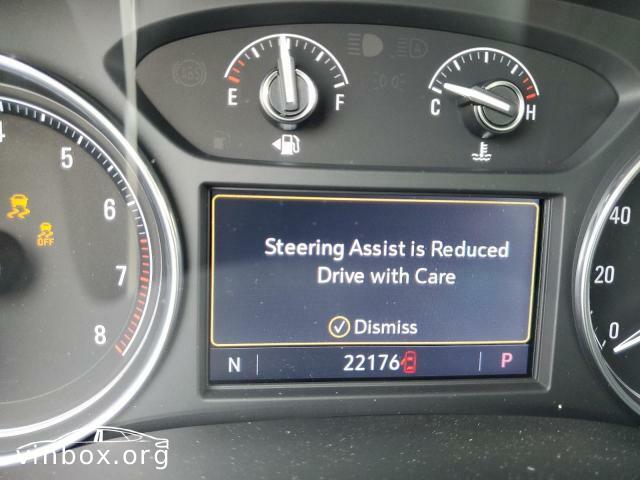 ABS
E
F
C
H
4
5
6
7
8
OFF
Steering Assist is Reduced
Drive with Care
Dismiss
N
22176
P
40
20
0
vinbox.org